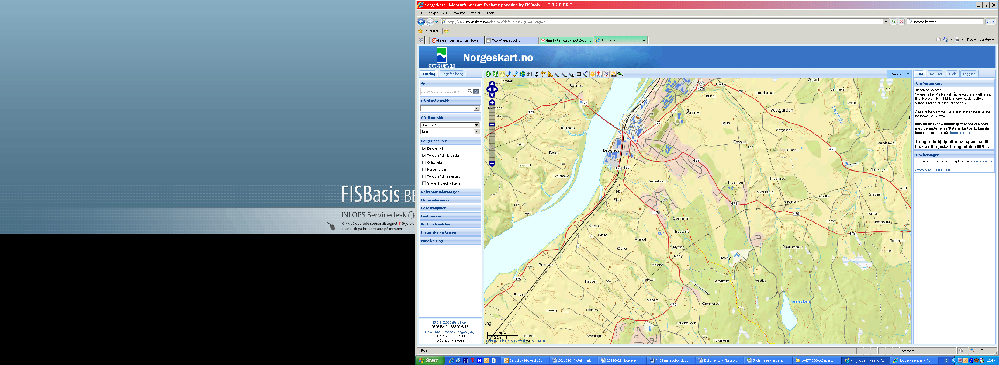 FISBasis BE
INI OPS Servicedesk
Klikk på det røde spørsmålstegnet ? (Hjelp og
eller klikk på brukerstøtte på intranett.
Norgeskart - Microsoft Internet Explorer provided by FISBasis - U G R A D E R T
Fil Rediger Vis Favoritter Verktøy Hjelp
http://www.norgeskart.no/adaptive2/default.aspx?gui=1&lang=2
statens kartverk
Favoritter
Gaysir - den naturlige kilden
MobileMe-pålogging
Gmail - Peffkurs - høst 2011 ...
Norgeskart
Side Verktøy
STATENS KARTVERK
Norgeskart.no
Kartlag Tegnforklaring
Søk
Adresse eller stedsnavn
Gå til målestokk
Gå til område
Akershus
Nes
Bakgrunnskart
Europakart
Topografisk Norgeskart
Gråtonekart
Norge i bilder
Topografisk rasterkart
Sjøkart Hovedkartserien
Referanseinformasjon
Marin informasjon
Basestasjoner
Fastmerker
Kartbladinndeling
Historiske kartserier
Mine kartlag
EPSG 32633 Øst / Nord
0306484.01, 6670928.16
EPSG 4326 Bredde / Lengde (DD):
60.12941, 11.51589
Målestokk 1:14993
1:1
SOS
(x,y)
Verktøy
Tomter
Rotnes
Flatby
Østvoll
479
Runni
Hundstad
Vennevål
210
Svelle
177
Nyrotnes
158
173
Årnes
Vestgarden
Sagstuåa
175
Kjus
Rotnes
Østgarden
Sørli
Fossum
156
Vennevål
Drognes
Bøler
Lundberg
479
479
Nygard
148
175
478
Brutangen
Tveithaug
Solbakken
Kjusmoen
Engelsrud
Auli
143
Skreksrud
Sletner
Fjuk
Sandby
157
479
Ånerud
Fyri
478
479
Tomta
Øverheim
Sørby
Evenstua
Nedre
Heggtveit
479
149
Grue
Åserud
Roligheta
Øvre
Myrset
Bjørnenga
Lier
Moby
Høyby
131
Brauter
Moland
175
Haugen
164
Grønvoll
Sandberg
Vestby
Folvell
Søberg
Grønnerud
Veslesjøen
478
204
Løveng
155
Ovrum
ung
Gruehaugen
500 m
1000 ft
Jerpset
Kvennom
172
Fjukmoen
210
Statens kartverk, Geovekst og kommuner
Om Resultat Hjelp Logg inn
Om Norgeskart
© Statens kartverk
Norgeskart er Kartverkets åpne og gratis kartløsning.
Eventuelle unntak vil bli klart opplyst der dette er
aktuelt. Utskrift er kun til privat bruk.
Dataene for Oslo kommune er ikke like detaljerte som
for resten av landet.
Hvis du ønsker å utvikle gratisapplikasjoner
med tjenestene fra Statens kartverk, kan du
lese mer om det på denne siden.
Trenger du hjelp eller har spørsmål til
bruk av Norgeskart, ring telefon 08700.
Om løsningen
For mer informasjon om Adaptive, se www.avinet.no
© www.avinet.no 2009
Fullført
Internett
105 %
Start
Innboks - Microsoft O...
20110901 Møteinnkall...
20110622 Møterefer...
FHS familiepolicy.doc ...
Dokument1 - Microsof...
Skoler i nes - antall pr...
\\AKFFS0006\Data$\...
Norgeskart - Microsof...
Google Kalender - Mic...
NO
12:49